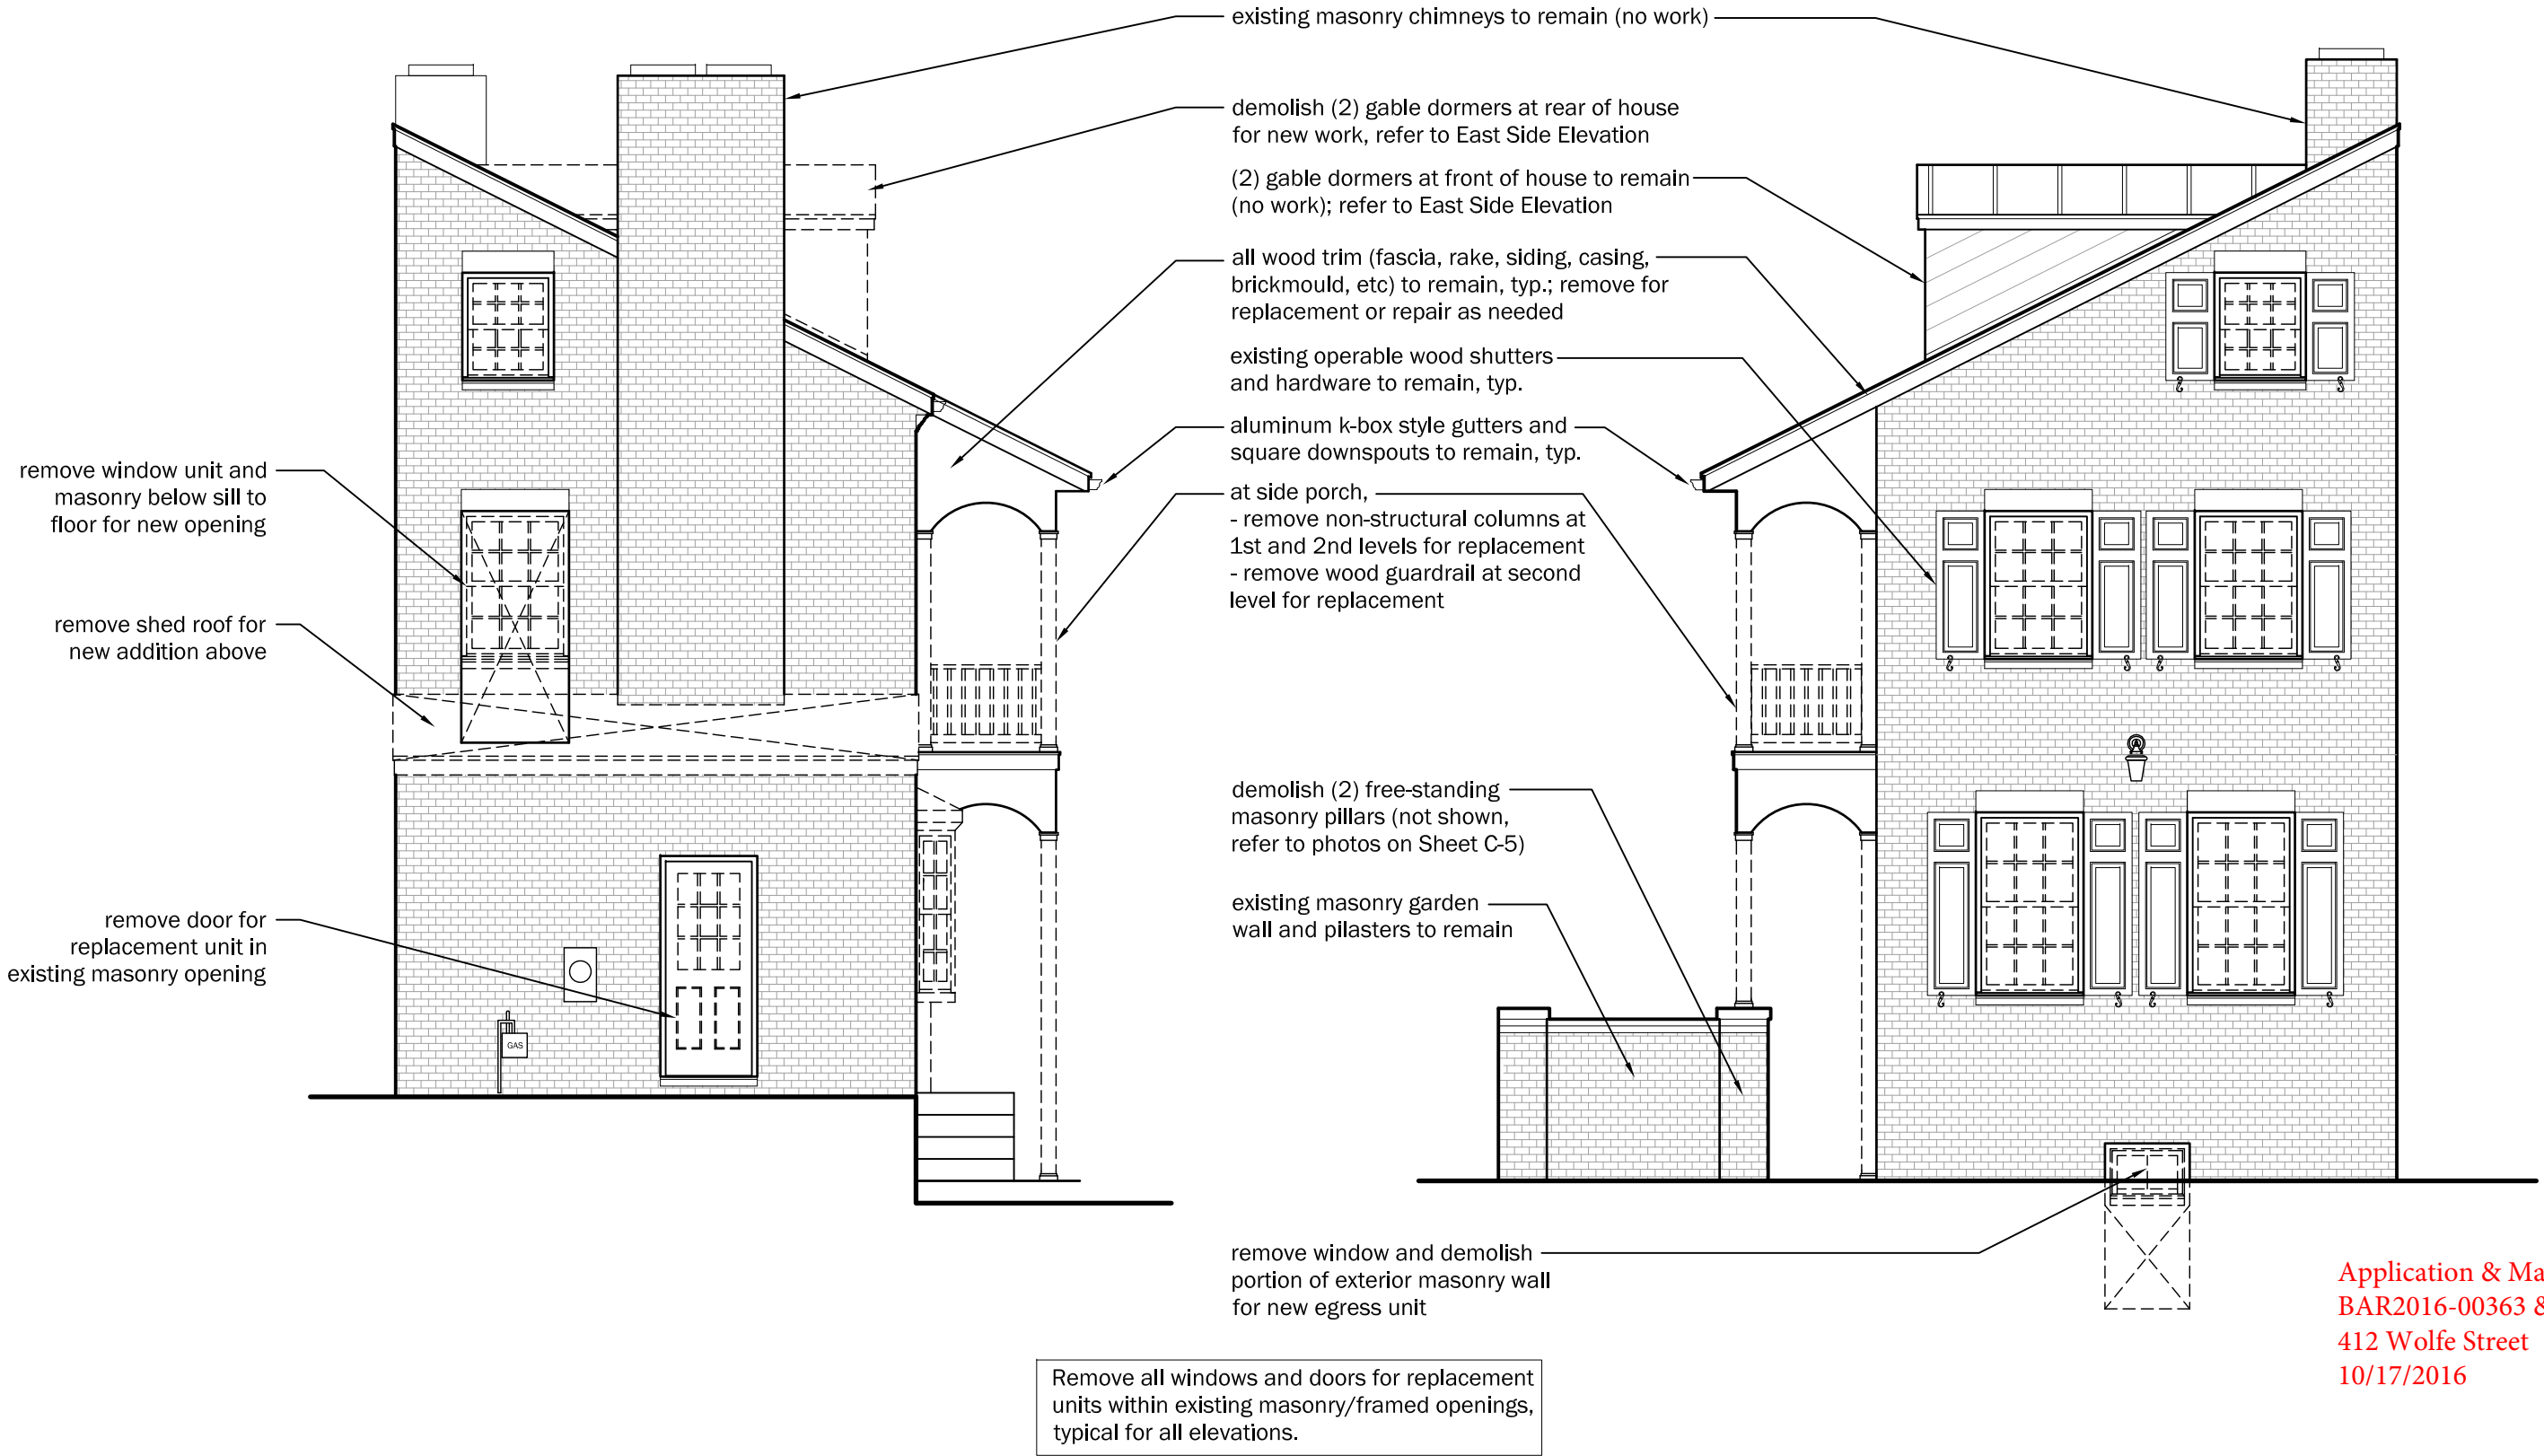 existing masonry chimneys to remain (no work)
demolish (2) gable dormers at rear of house
for new work, refer to East Side Elevation
(2) gable dormers at front of house to remain
(no work); refer to East Side Elevation
all wood trim (fascia, rake, siding, casing,
brickmould, etc) to remain, typ.; remove for
replacement or repair as needed
existing operable wood shutters
and hardware to remain, typ.
aluminum k-box style gutters and
square downspouts to remain, typ.
at side porch,
- remove non-structural columns at
1st and 2nd levels for replacement
- remove wood guardrail at second
level for replacement
remove window unit and
masonry below sill to
floor for new opening
remove shed roof for
new addition above
remove door for
replacement unit in
existing masonry opening
GAS
demolish (2) free-standing
masonry pillars (not shown,
refer to photos on Sheet C-5)
existing masonry garden
wall and pilasters to remain
remove window and demolish
portion of exterior masonry wall
for new egress unit
Remove all windows and doors for replacement
units within existing masonry/framed openings,
typical for all elevations.
Application & Ma
BAR2016-00363 &
412 Wolfe Street
10/17/2016